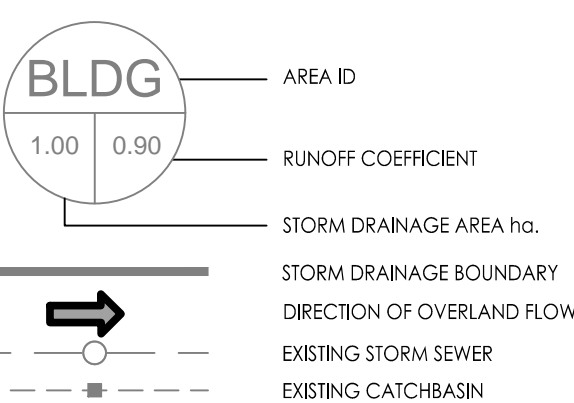 BLDG
AREA ID
1.00 0.90
RUNOFF COEFFICIENT
STORM DRAINAGE AREA ha.
STORM DRAINAGE BOUNDARY
DIRECTION OF OVERLAND FLOW
EXISTING STORM SEWER
EXISTING CATCHBASIN